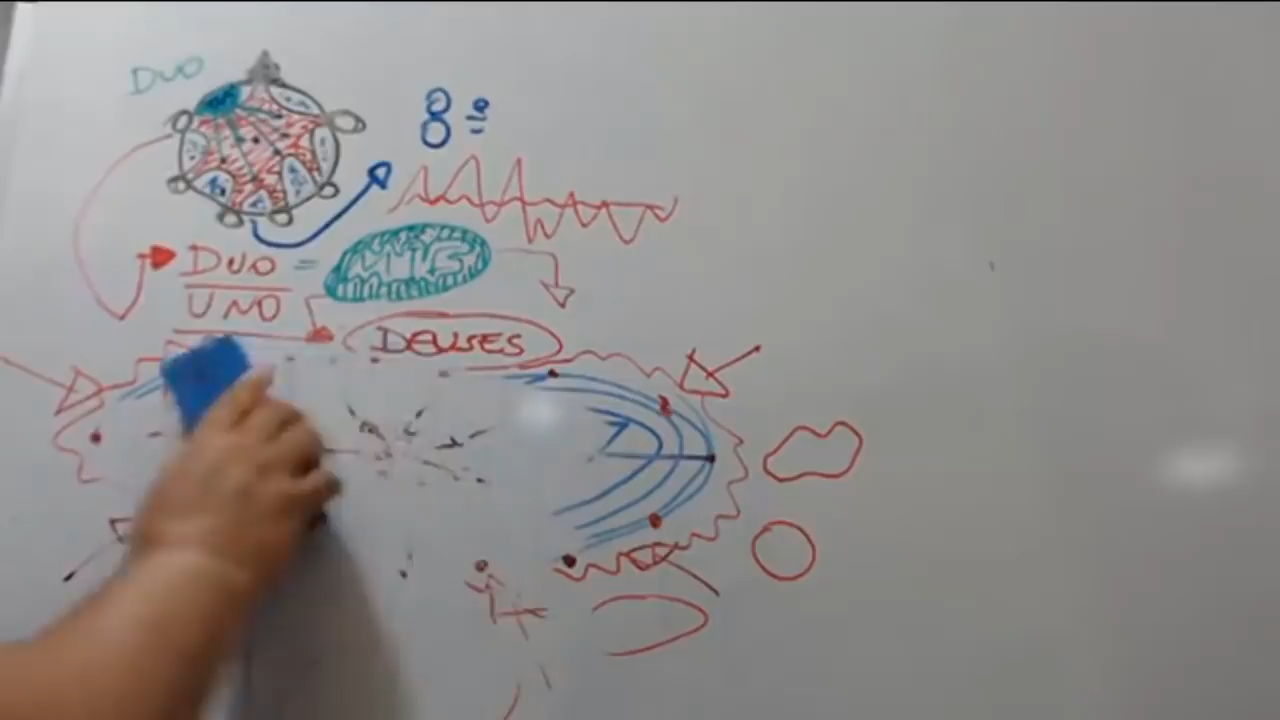 DUO
8 º
DUO =
UNO
DEUSES